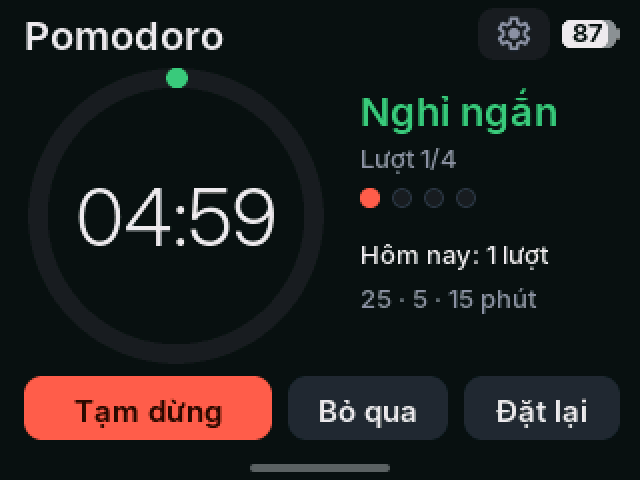 Pomodoro
87
Nghỉ ngắn
Lượt 1/4
04:59
Hôm nay: 1 lượt
25 · 5 · 15 phút
Tạm dừng
Bỏ qua
Đặt lại